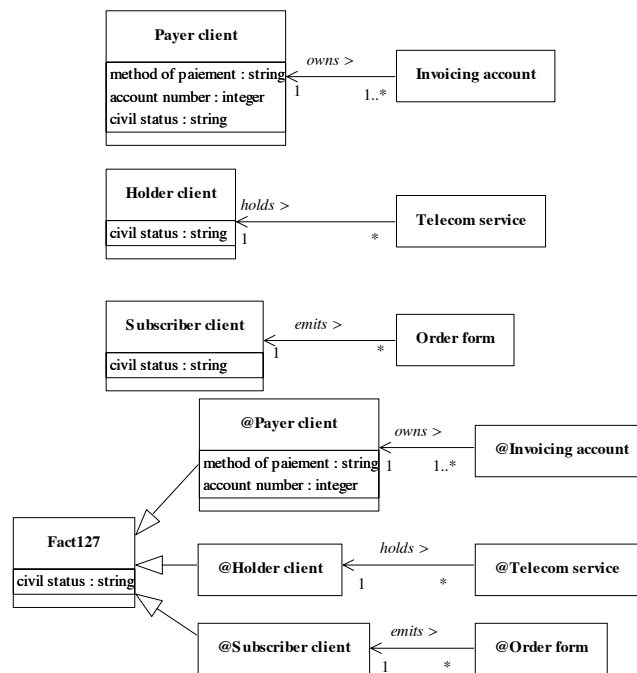 Payer client
method of paiement : string
account number : integer
civil status : string
owns >
1
1..*
Invoicing account
Holder client
civil status : string
holds >
1
*
Telecom service
Subscriber client
civil status : string
emits >
1
*
Order form
@Payer client
method of paiement : string
account number : integer
owns >
1
1..*
@Invoicing account
Fact127
civil status : string
@Holder client
holds >
1
*
@Telecom service
@Subscriber client
emits >
1
*
@Order form